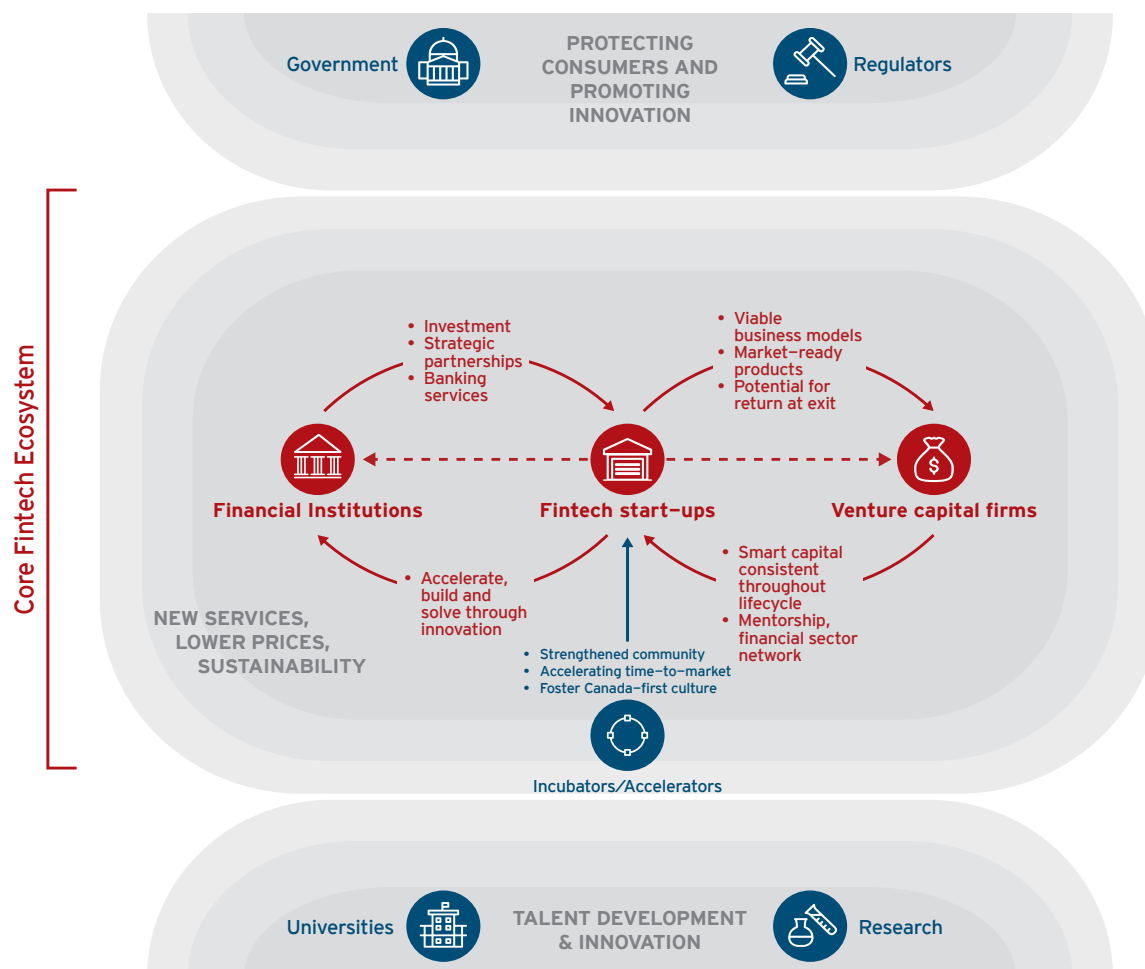 Government
PROTECTING
CONSUMERS AND
PROMOTING
INNOVATION
Regulators
Core Fintech Ecosystem
• Investment
• Strategic
partnerships
• Banking
services
• Viable
business models
• Market–ready
products
• Potential for
return at exit
$
Financial Institutions
Fintech start–ups
Venture capital firms
• Accelerate,
build and
solve through
innovation
• Smart capital
consistent
throughout
lifecycle
• Mentorship,
financial sector
network
NEW SERVICES,
LOWER PRICES,
SUSTAINABILITY
• Strengthened community
• Accelerating time–to–market
• Foster Canada–first culture
Incubators/Accelerators
Universities
TALENT DEVELOPMENT
& INNOVATION
Research